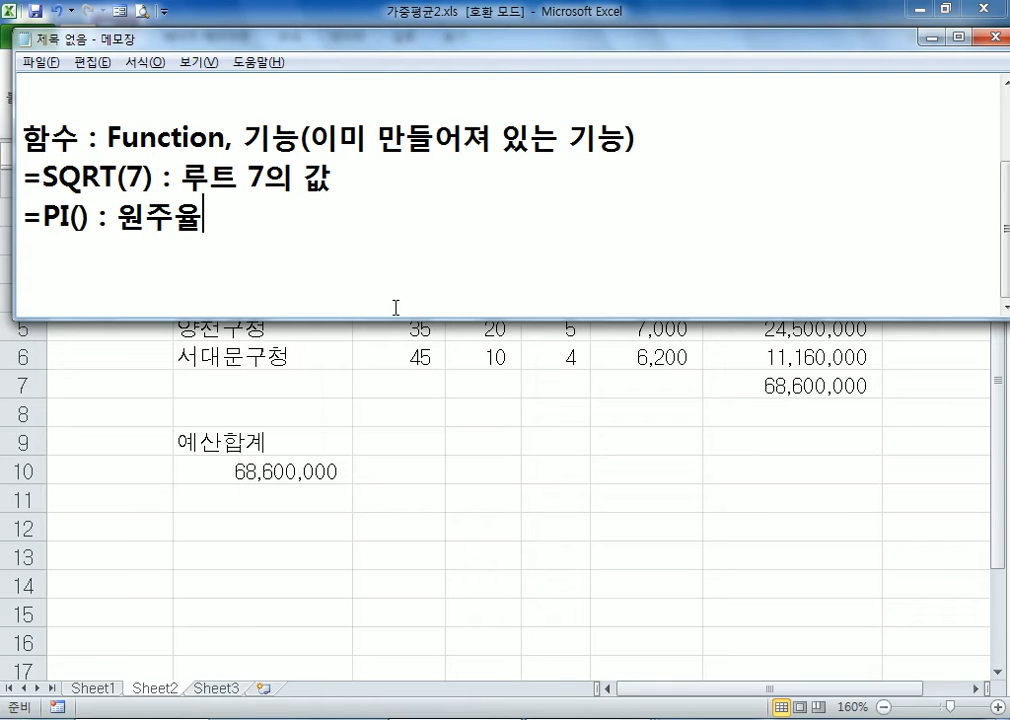 가중평균2.xls [호환 모드] - Microsoft Excel
제목 없음 - 메모장
파일(F) 편집(E) 서식(O) 보기(V) 도움말(H)
함수 : Function, 기능(이미 만들어져 있는 기능)
=SQRT(7) : 루트 7의 값
=PI() : 원주율
5 양천구청 35 20 5 7,000 24,500,000
6 서대문구청 45 10 4 6,200 11,160,000
7 68,600,000
8
9 예산합계
10 68,600,000
11
12
13
14
15
16
17
Sheet1 Sheet2 Sheet3
준비 160%